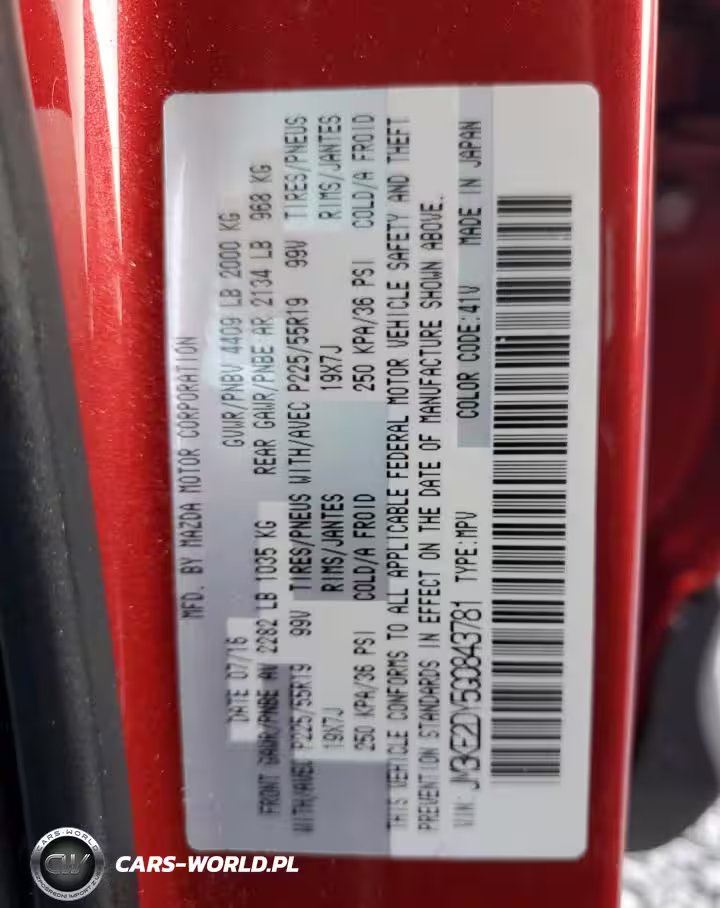 MFD. BY MAZDA MOTOR CORPORATION
DATE 07/16 GVWR/PNBV 4409 LB 2000 KG
FRONT GAWR/PNBE AV 2282 LB 1035 KG REAR GAWR/PNBE AR 2134 LB 968 KG
WITH/AVEC P225/55R19 99V TIRES/PNEUS WITH/AVEC P225/55R19 99V TIRES/PNEUS
19X7J RIMS/JANTES 19X7J RIMS/JANTES
250 KPA/36 PSI COLD/A FROID 250 KPA/36 PSI COLD/A FROID
THIS VEHICLE CONFORMS TO ALL APPLICABLE FEDERAL MOTOR VEHICLE SAFETY AND THEFT
PREVENTION STANDARDS IN EFFECT ON THE DATE OF MANUFACTURE SHOWN ABOVE.
VIN: JM3KE2DY5G0843781 TYPE:MPV COLOR CODE:41V MADE IN JAPAN
CARS-WORLD
CW
CARS-WORLD.PL